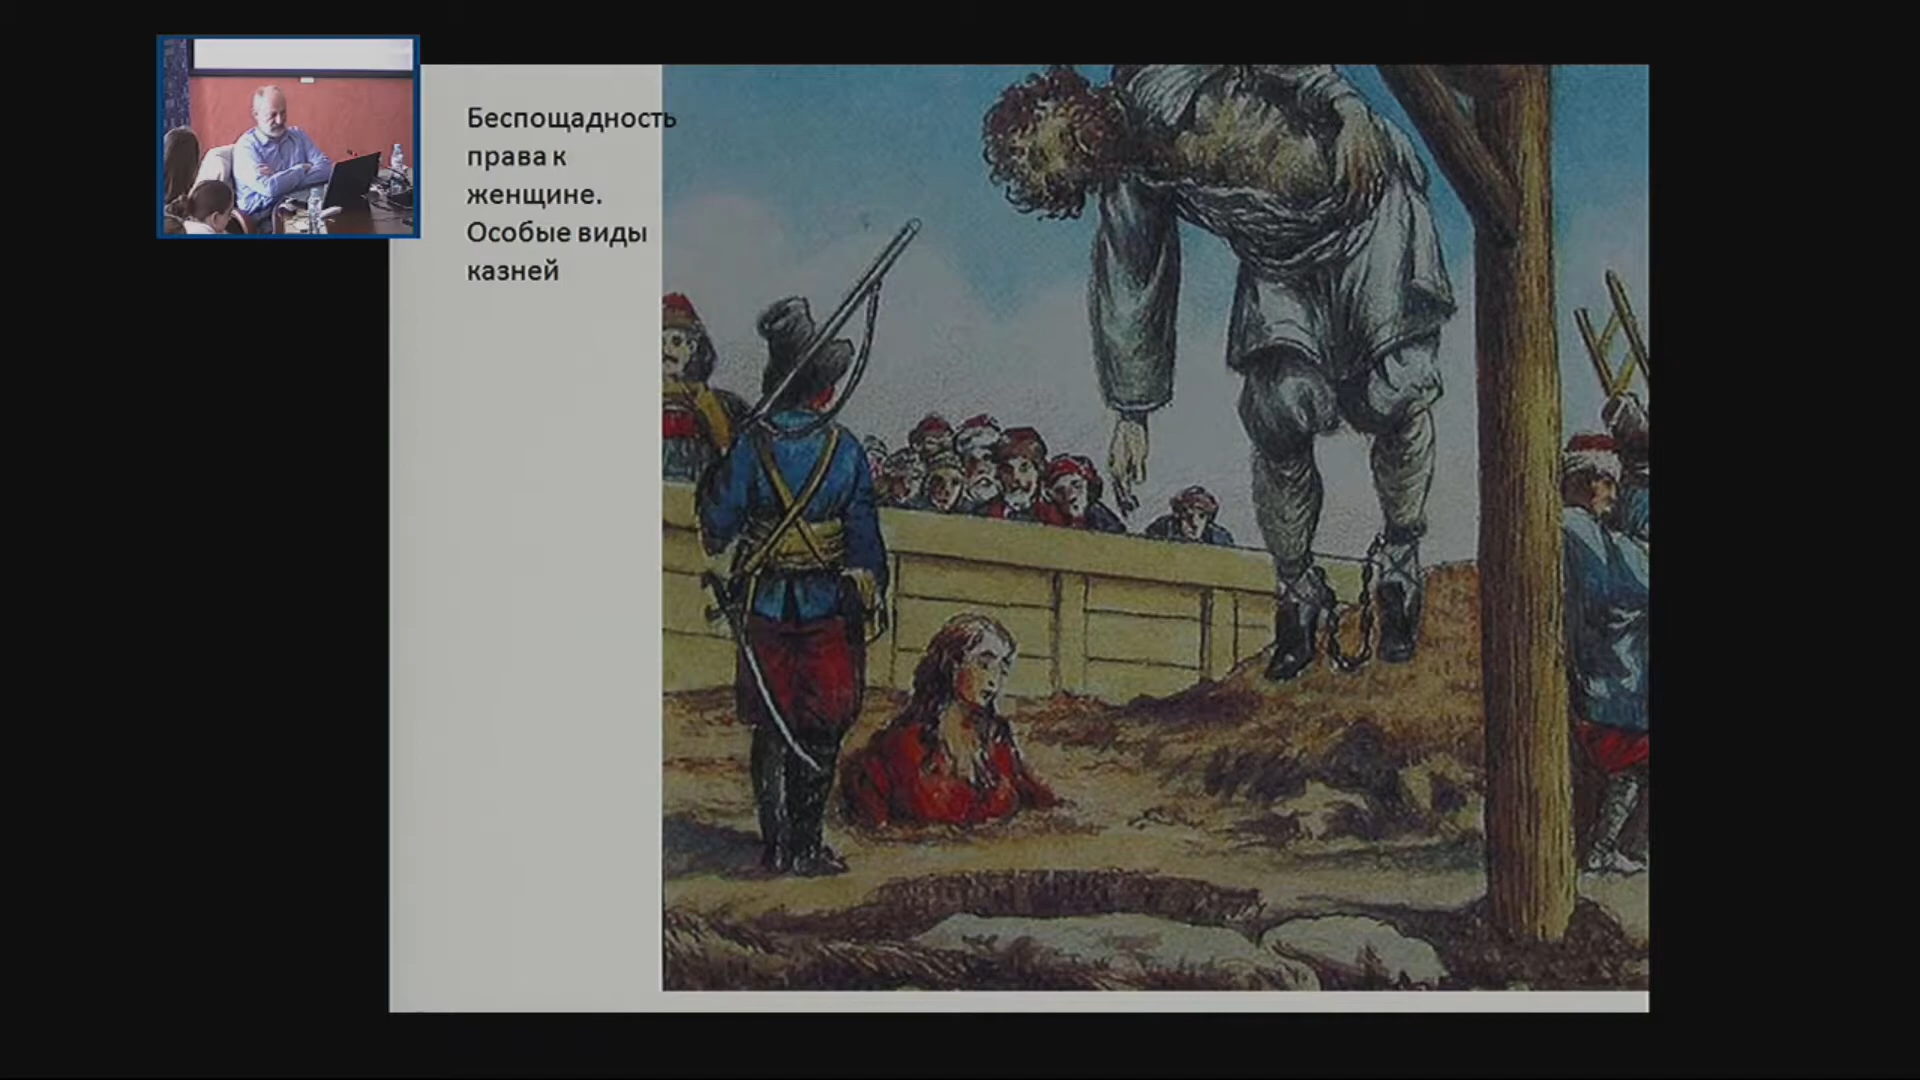 Беспощадность
права к
женщине.
Особые виды
казней